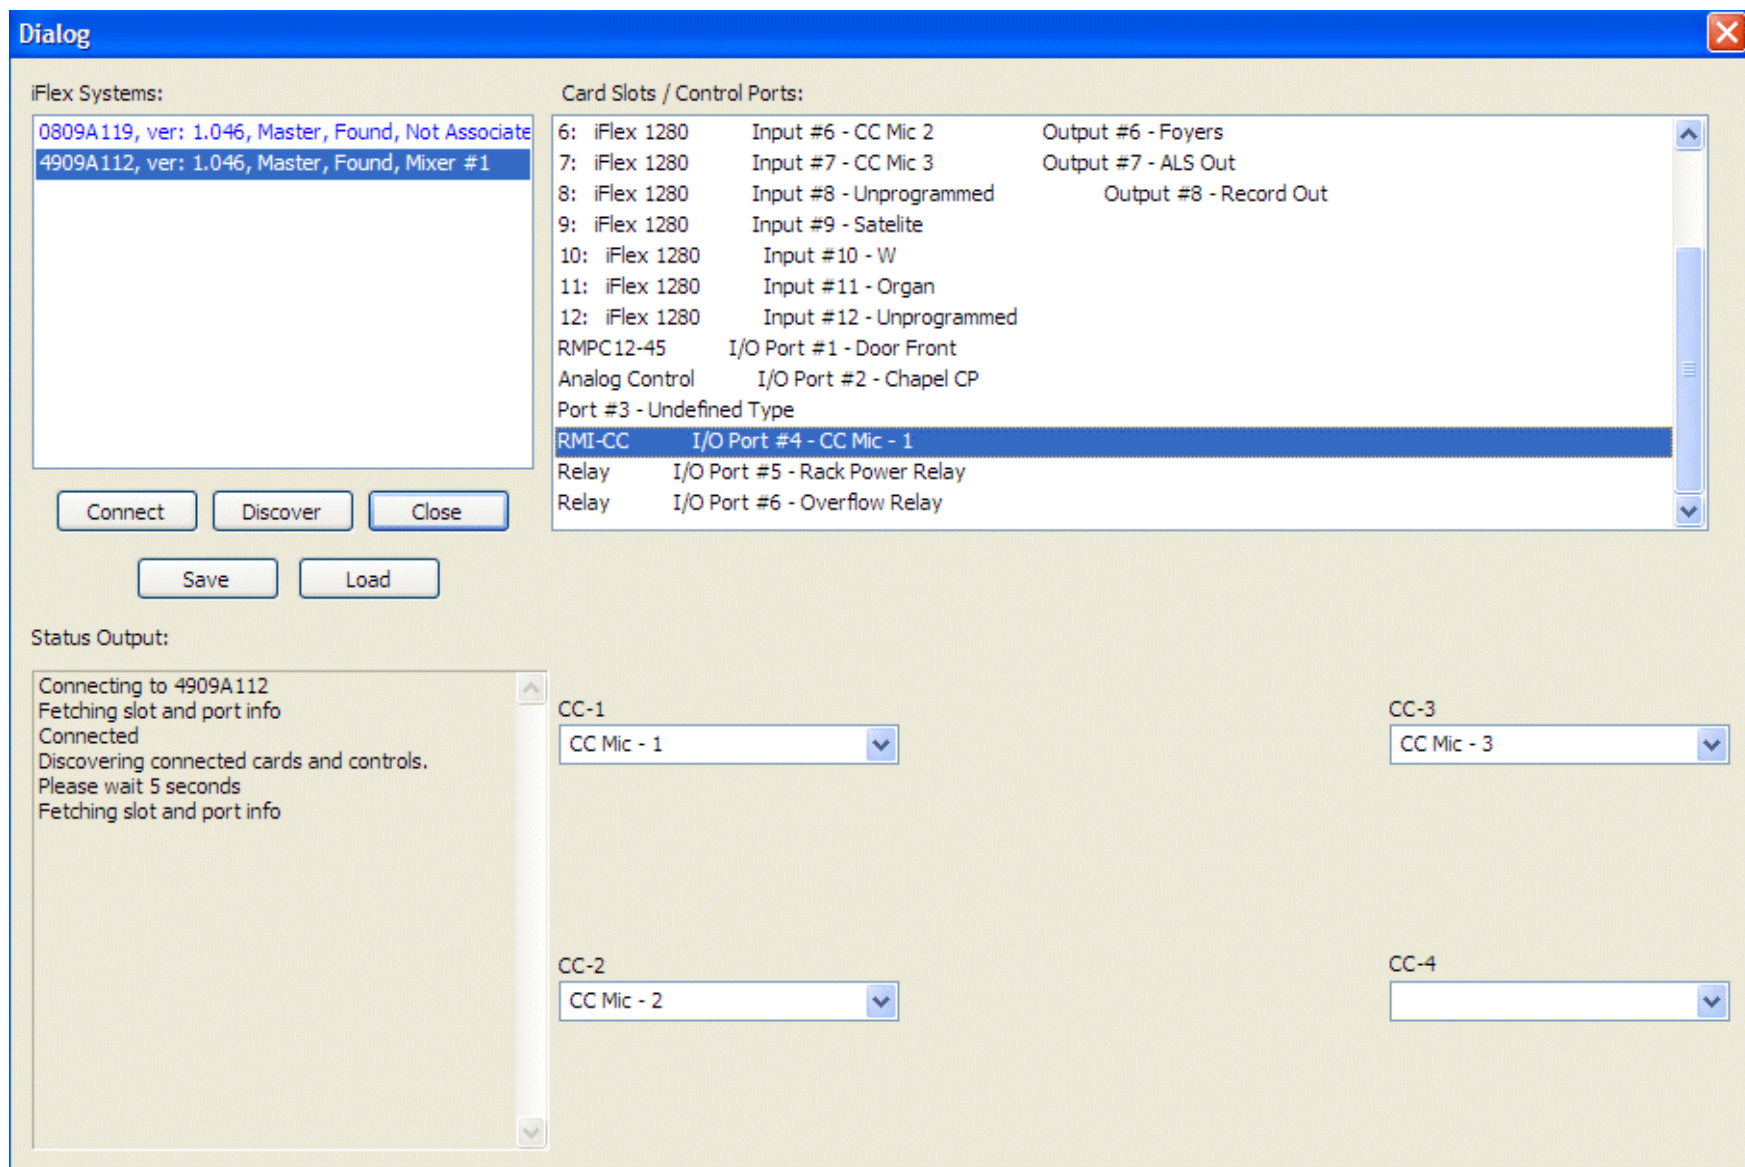 Dialog
iFlex Systems:
0809A119, ver: 1.046, Master, Found, Not Associate
4909A112, ver: 1.046, Master, Found, Mixer #1
Connect Discover Close
Save Load
Card Slots / Control Ports:
6: iFlex 1280 Input #6 - CC Mic 2 Output #6 - Foyers
7: iFlex 1280 Input #7 - CC Mic 3 Output #7 - ALS Out
8: iFlex 1280 Input #8 - Unprogrammed Output #8 - Record Out
9: iFlex 1280 Input #9 - Satelite
10: iFlex 1280 Input #10 - W
11: iFlex 1280 Input #11 - Organ
12: iFlex 1280 Input #12 - Unprogrammed
RMPC12-45 I/O Port #1 - Door Front
Analog Control I/O Port #2 - Chapel CP
Port #3 - Undefined Type
RMI-CC I/O Port #4 - CC Mic - 1
Relay I/O Port #5 - Rack Power Relay
Relay I/O Port #6 - Overflow Relay
Status Output:
Connecting to 4909A112
Fetching slot and port info
Connected
Discovering connected cards and controls.
Please wait 5 seconds
Fetching slot and port info
CC-1
CC Mic - 1
CC-3
CC Mic - 3
CC-2
CC Mic - 2
CC-4